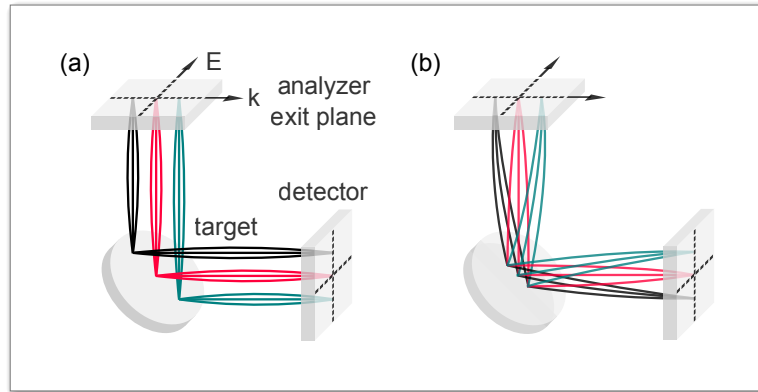 (a)
E
k
analyzer
exit plane
(b)
detector
target